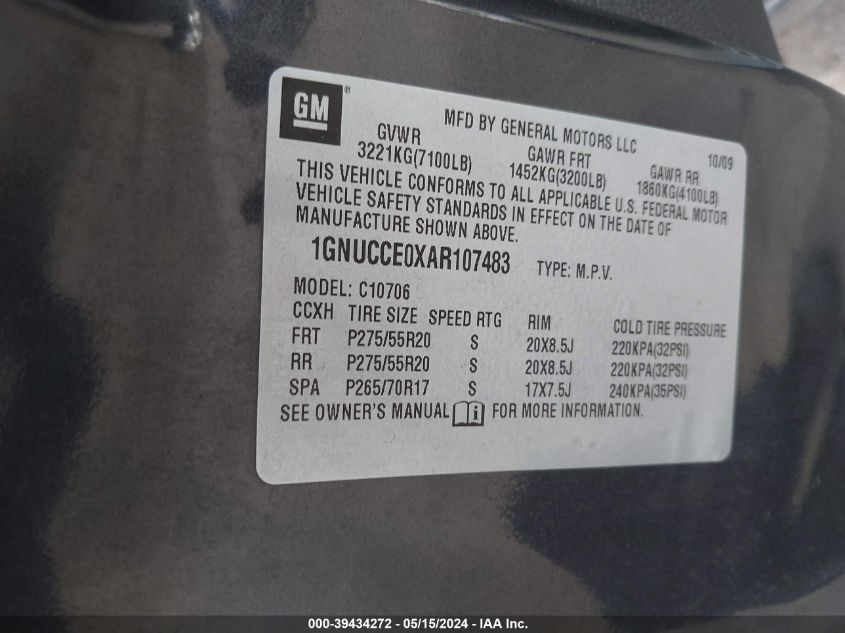 GM
MFD BY GENERAL MOTORS LLC 10/09
GVWR GAWR FRT GAWR RR
3221KG(7100LB) 1452KG(3200LB) 1860KG(4100LB)
THIS VEHICLE CONFORMS TO ALL APPLICABLE U.S. FEDERAL MOTOR
VEHICLE SAFETY STANDARDS IN EFFECT ON THE DATE OF
MANUFACTURE SHOWN ABOVE.
1GNUCCE0XAR107483 TYPE: M.P.V.
MODEL: C10706
CCXH TIRE SIZE SPEED RTG RIM COLD TIRE PRESSURE
FRT P275/55R20 S 20X8.5J 220KPA(32PSI)
RR P275/55R20 S 20X8.5J 220KPA(32PSI)
SPA P265/70R17 S 17X7.5J 240KPA(35PSI)
SEE OWNER'S MANUAL i FOR MORE INFORMATION.
000-39434272 - 05/15/2024 - IAA Inc.